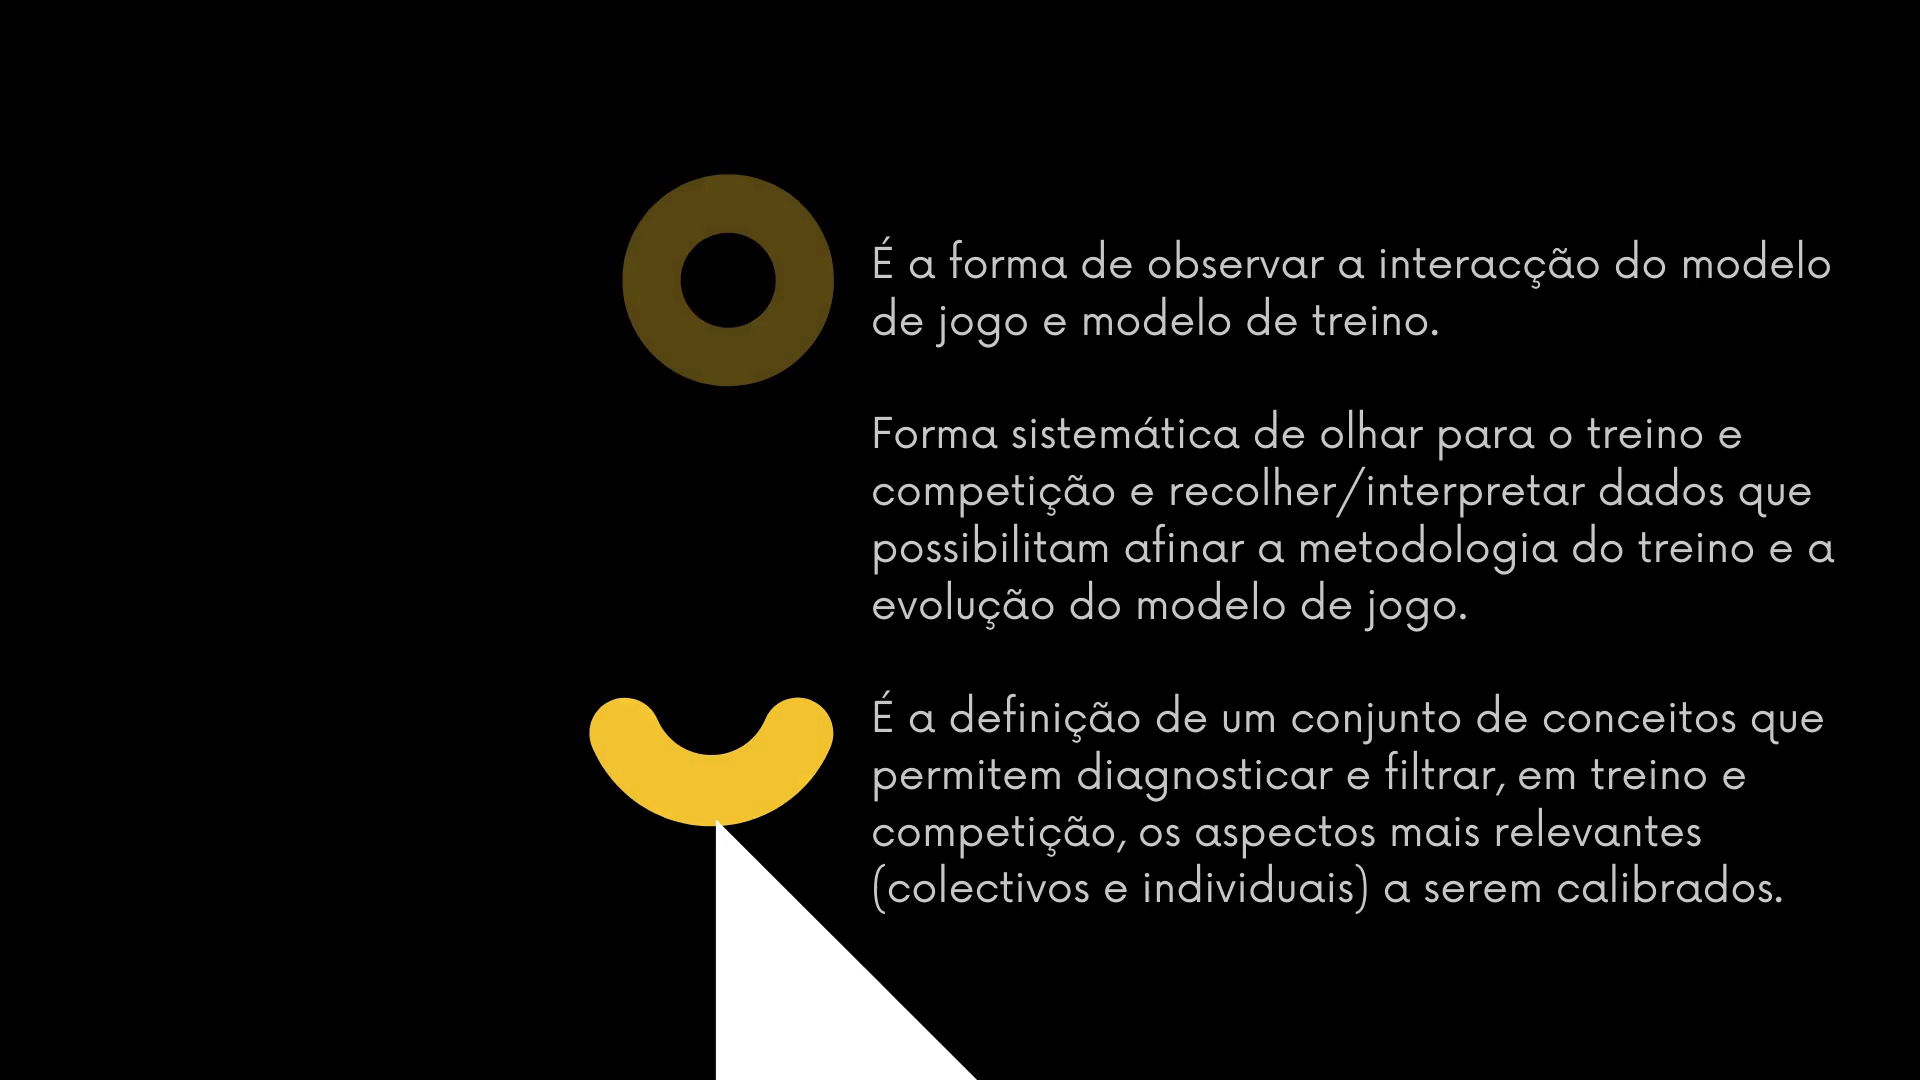 É a forma de observar a interacção do modelo
de jogo e modelo de treino.
Forma sistemática de olhar para o treino e
competição e recolher/interpretar dados que
possibilitam afinar a metodologia do treino e a
evolução do modelo de jogo.
É a definição de um conjunto de conceitos que
permitem diagnosticar e filtrar, em treino e
competição, os aspectos mais relevantes
(colectivos e individuais) a serem calibrados.